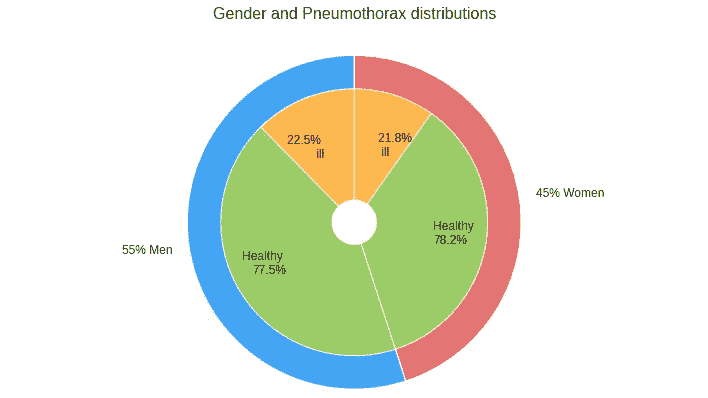 Gender and Pneumothorax distributions
22.5%
ill
21.8%
ill
45% Women
Healthy
78.2%
55% Men
Healthy
77.5%